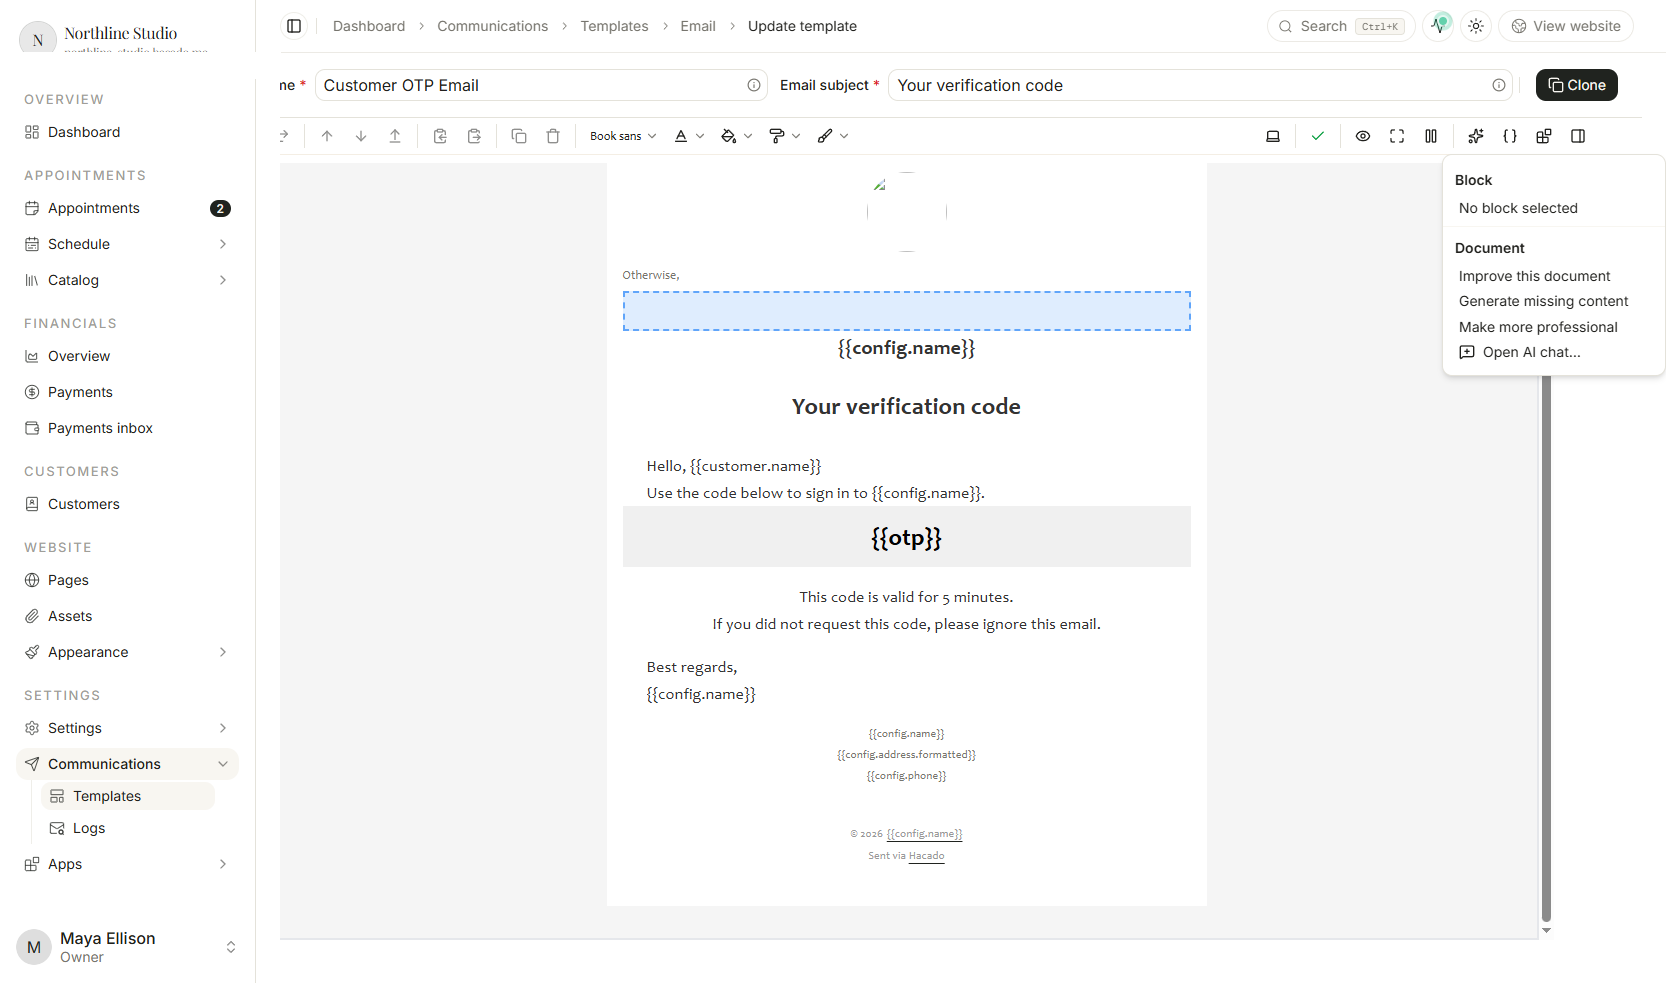 N
Northline Studio
Dashboard
Communications
Templates
Email
Update template
Search
Ctrl+K
View website
me *
Customer OTP Email
Email subject *
Your verification code
Clone
Book sans
OVERVIEW
Dashboard
APPOINTMENTS
Appointments
2
Schedule
Catalog
FINANCIALS
Overview
Payments
Payments inbox
CUSTOMERS
Customers
WEBSITE
Pages
Assets
Appearance
SETTINGS
Settings
Communications
Templates
Logs
Apps
M
Maya Ellison
Owner
Otherwise,
{{config.name}}
Your verification code
Hello, {{customer.name}}
Use the code below to sign in to {{config.name}}.
{{otp}}
This code is valid for 5 minutes.
If you did not request this code, please ignore this email.
Best regards,
{{config.name}}
{{config.name}}
{{config.address.formatted}}
{{config.phone}}
© 2026 {{config.name}}
Sent via Hacado
Block
No block selected
Document
Improve this document
Generate missing content
Make more professional
Open AI chat...